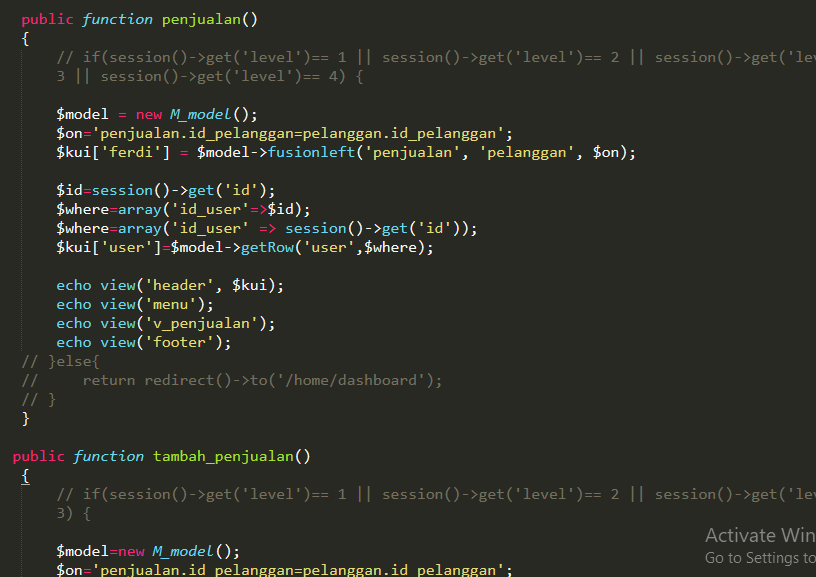 public function penjualan()
{
// if(session()->get('level')== 1 || session()->get('level')== 2 || session()->get('le
3 || session()->get('level')== 4) {
$model = new M_model();
$on='penjualan.id_pelanggan=pelanggan.id_pelanggan';
$kui['ferdi'] = $model->fusionleft('penjualan', 'pelanggan', $on);
$id=session()->get('id');
$where=array('id_user'=>$id);
$where=array('id_user' => session()->get('id'));
$kui['user']=$model->getRow('user',$where);
echo view('header', $kui);
echo view('menu');
echo view('v_penjualan');
echo view('footer');
// }else{
//     return redirect()->to('/home/dashboard');
// }
}
public function tambah_penjualan()
{
// if(session()->get('level')== 1 || session()->get('level')== 2 || session()->get('le
3) {
$model=new M_model();
$on='penjualan.id_pelanggan=pelanggan.id_pelanggan';
Activate Win
Go to Settings to